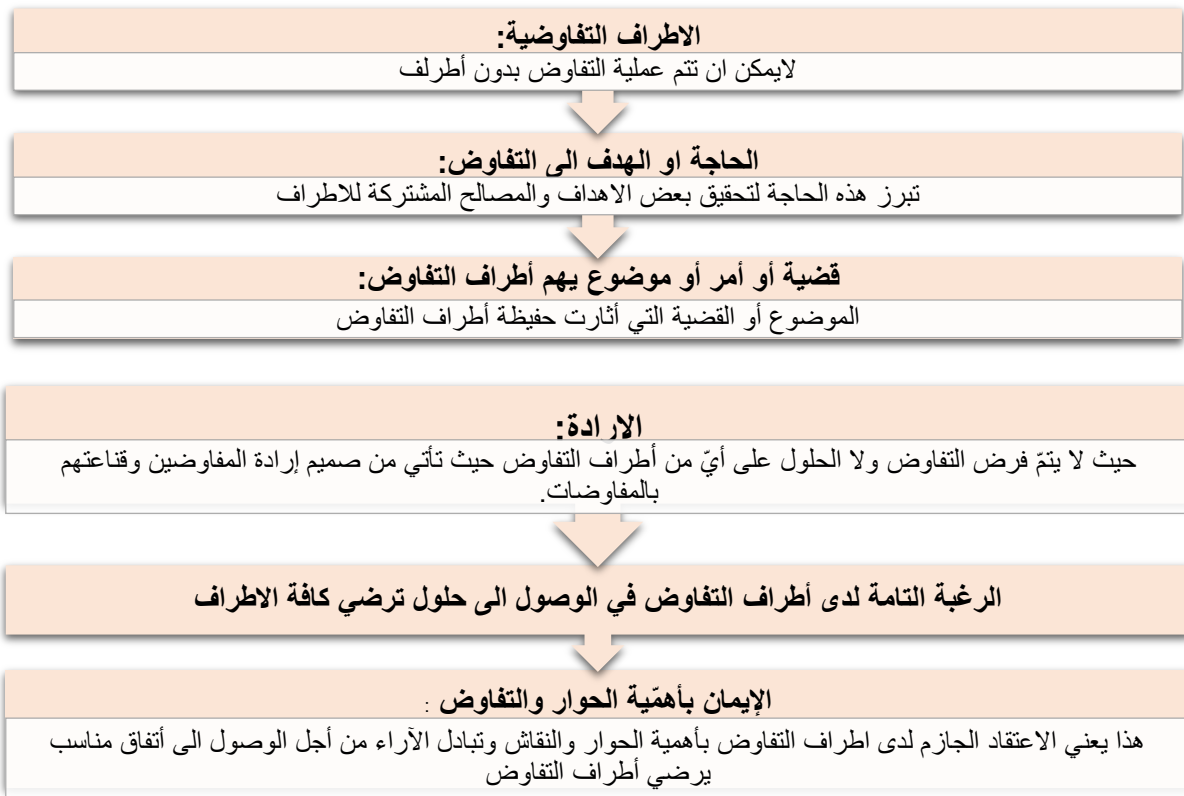 الاطراف التفاوضية:
لايمكن ان تتم عملية التفاوض بدون أطرلف
الحاجة او الهدف الى التفاوض:
تبرز هذه الحاجة لتحقيق بعض الاهداف والمصالح المشتركة للاطراف
قضية أو أمر أو موضوع يهم أطراف التفاوض:
الموضوع أو القضية التي أثارت حفيظة أطراف التفاوض
الارادة:
حيث لا يتمّ فرض التفاوض ولا الحلول على أيّ من أطراف التفاوض حيث تأتي من صميم إرادة المفاوضين وقناعتهم
بالمفاوضات.
الرغبة التامة لدى أطراف التفاوض في الوصول الى حلول ترضي كافة الاطراف
الإيمان بأهمّية الحوار والتفاوض :
هذا يعني الاعتقاد الجازم لدى اطراف التفاوض بأهمية الحوار والنقاش وتبادل الآراء من أجل الوصول الى أتفاق مناسب
يرضي أطراف التفاوض